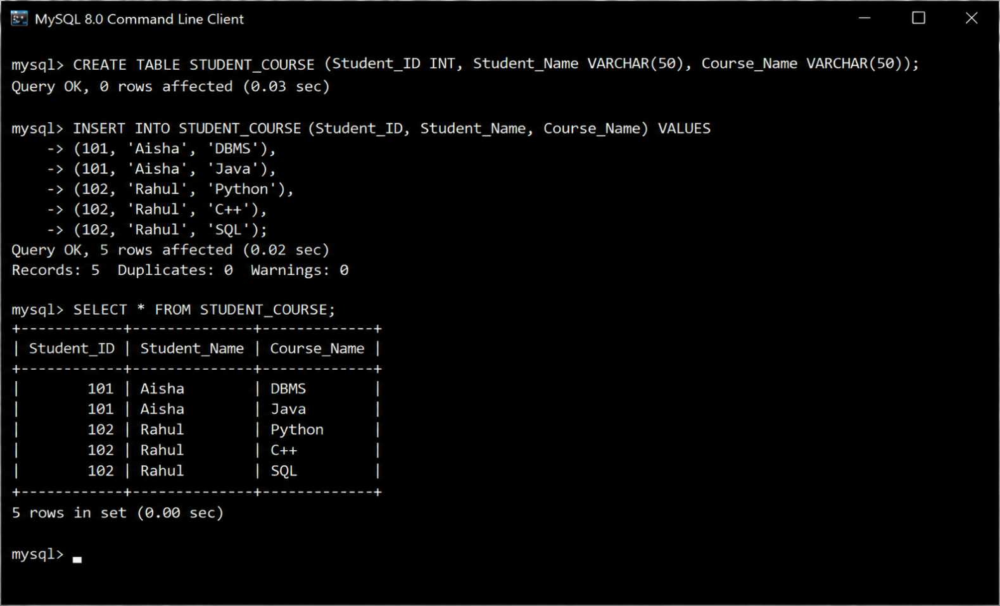 MySQL 8.0 Command Line Client
mysql> CREATE TABLE STUDENT_COURSE (Student_ID INT, Student_Name VARCHAR(50), Course_Name VARCHAR(50));
Query OK, 0 rows affected (0.03 sec)
mysql> INSERT INTO STUDENT_COURSE (Student_ID, Student_Name, Course_Name) VALUES
    -> (101, 'Aisha', 'DBMS'),
    -> (101, 'Aisha', 'Java'),
    -> (102, 'Rahul', 'Python'),
    -> (102, 'Rahul', 'C++'),
    -> (102, 'Rahul', 'SQL');
Query OK, 5 rows affected (0.02 sec)
Records: 5  Duplicates: 0  Warnings: 0
mysql> SELECT * FROM STUDENT_COURSE;
+------------+--------------+-------------+
| Student_ID | Student_Name | Course_Name |
+------------+--------------+-------------+
|        101 | Aisha        | DBMS        |
|        101 | Aisha        | Java        |
|        102 | Rahul        | Python      |
|        102 | Rahul        | C++         |
|        102 | Rahul        | SQL         |
+------------+--------------+-------------+
5 rows in set (0.00 sec)
mysql>